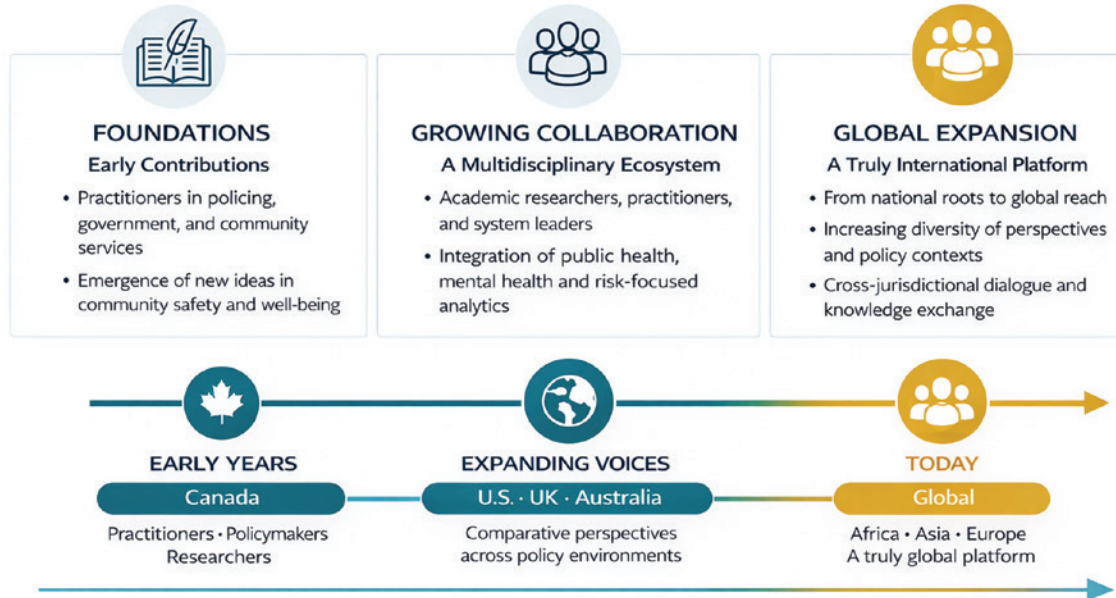 FOUNDATIONS
Early Contributions
• Practitioners in policing,
government, and community
services
• Emergence of new ideas in
community safety and well-being
GROWING COLLABORATION
A Multidisciplinary Ecosystem
• Academic researchers, practitioners,
and system leaders
• Integration of public health,
mental health and risk-focused
analytics
GLOBAL EXPANSION
A Truly International Platform
• From national roots to global reach
• Increasing diversity of perspectives
and policy contexts
• Cross-jurisdictional dialogue and
knowledge exchange
EARLY YEARS
Canada
Practitioners · Policymakers
Researchers
EXPANDING VOICES
U.S. · UK · Australia
Comparative perspectives
across policy environments
TODAY
Global
Africa • Asia • Europe
A truly global platform